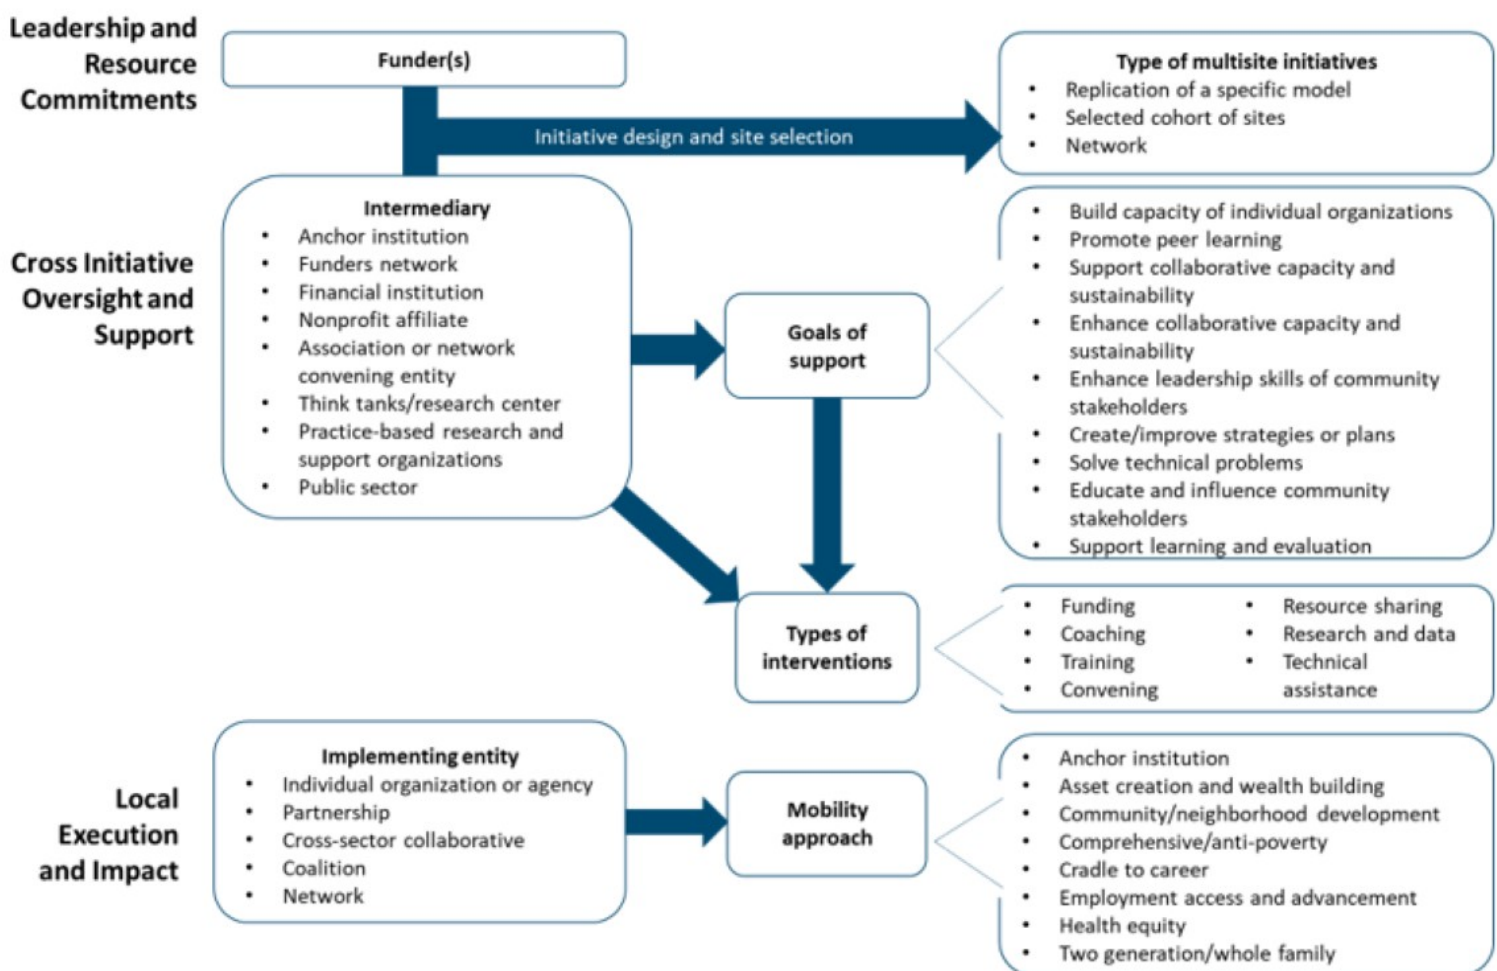 Leadership and
Resource
Commitments
Funder(s)
Initiative design and site selection
Type of multisite initiatives
• Replication of a specific model
• Selected cohort of sites
• Network
Cross Initiative
Oversight and
Support
Intermediary
• Anchor institution
• Funders network
• Financial institution
• Nonprofit affiliate
• Association or network
convening entity
• Think tanks/research center
• Practice-based research and
support organizations
• Public sector
Goals of
support
• Build capacity of individual organizations
• Promote peer learning
• Support collaborative capacity and
sustainability
• Enhance collaborative capacity and
sustainability
• Enhance leadership skills of community
stakeholders
• Create/improve strategies or plans
• Solve technical problems
• Educate and influence community
stakeholders
• Support learning and evaluation
Types of
interventions
• Funding
• Coaching
• Training
• Convening
• Resource sharing
• Research and data
• Technical
assistance
Local
Execution
and Impact
Implementing entity
• Individual organization or agency
• Partnership
• Cross-sector collaborative
• Coalition
• Network
Mobility
approach
• Anchor institution
• Asset creation and wealth building
• Community/neighborhood development
• Comprehensive/anti-poverty
• Cradle to career
• Employment access and advancement
• Health equity
• Two generation/whole family